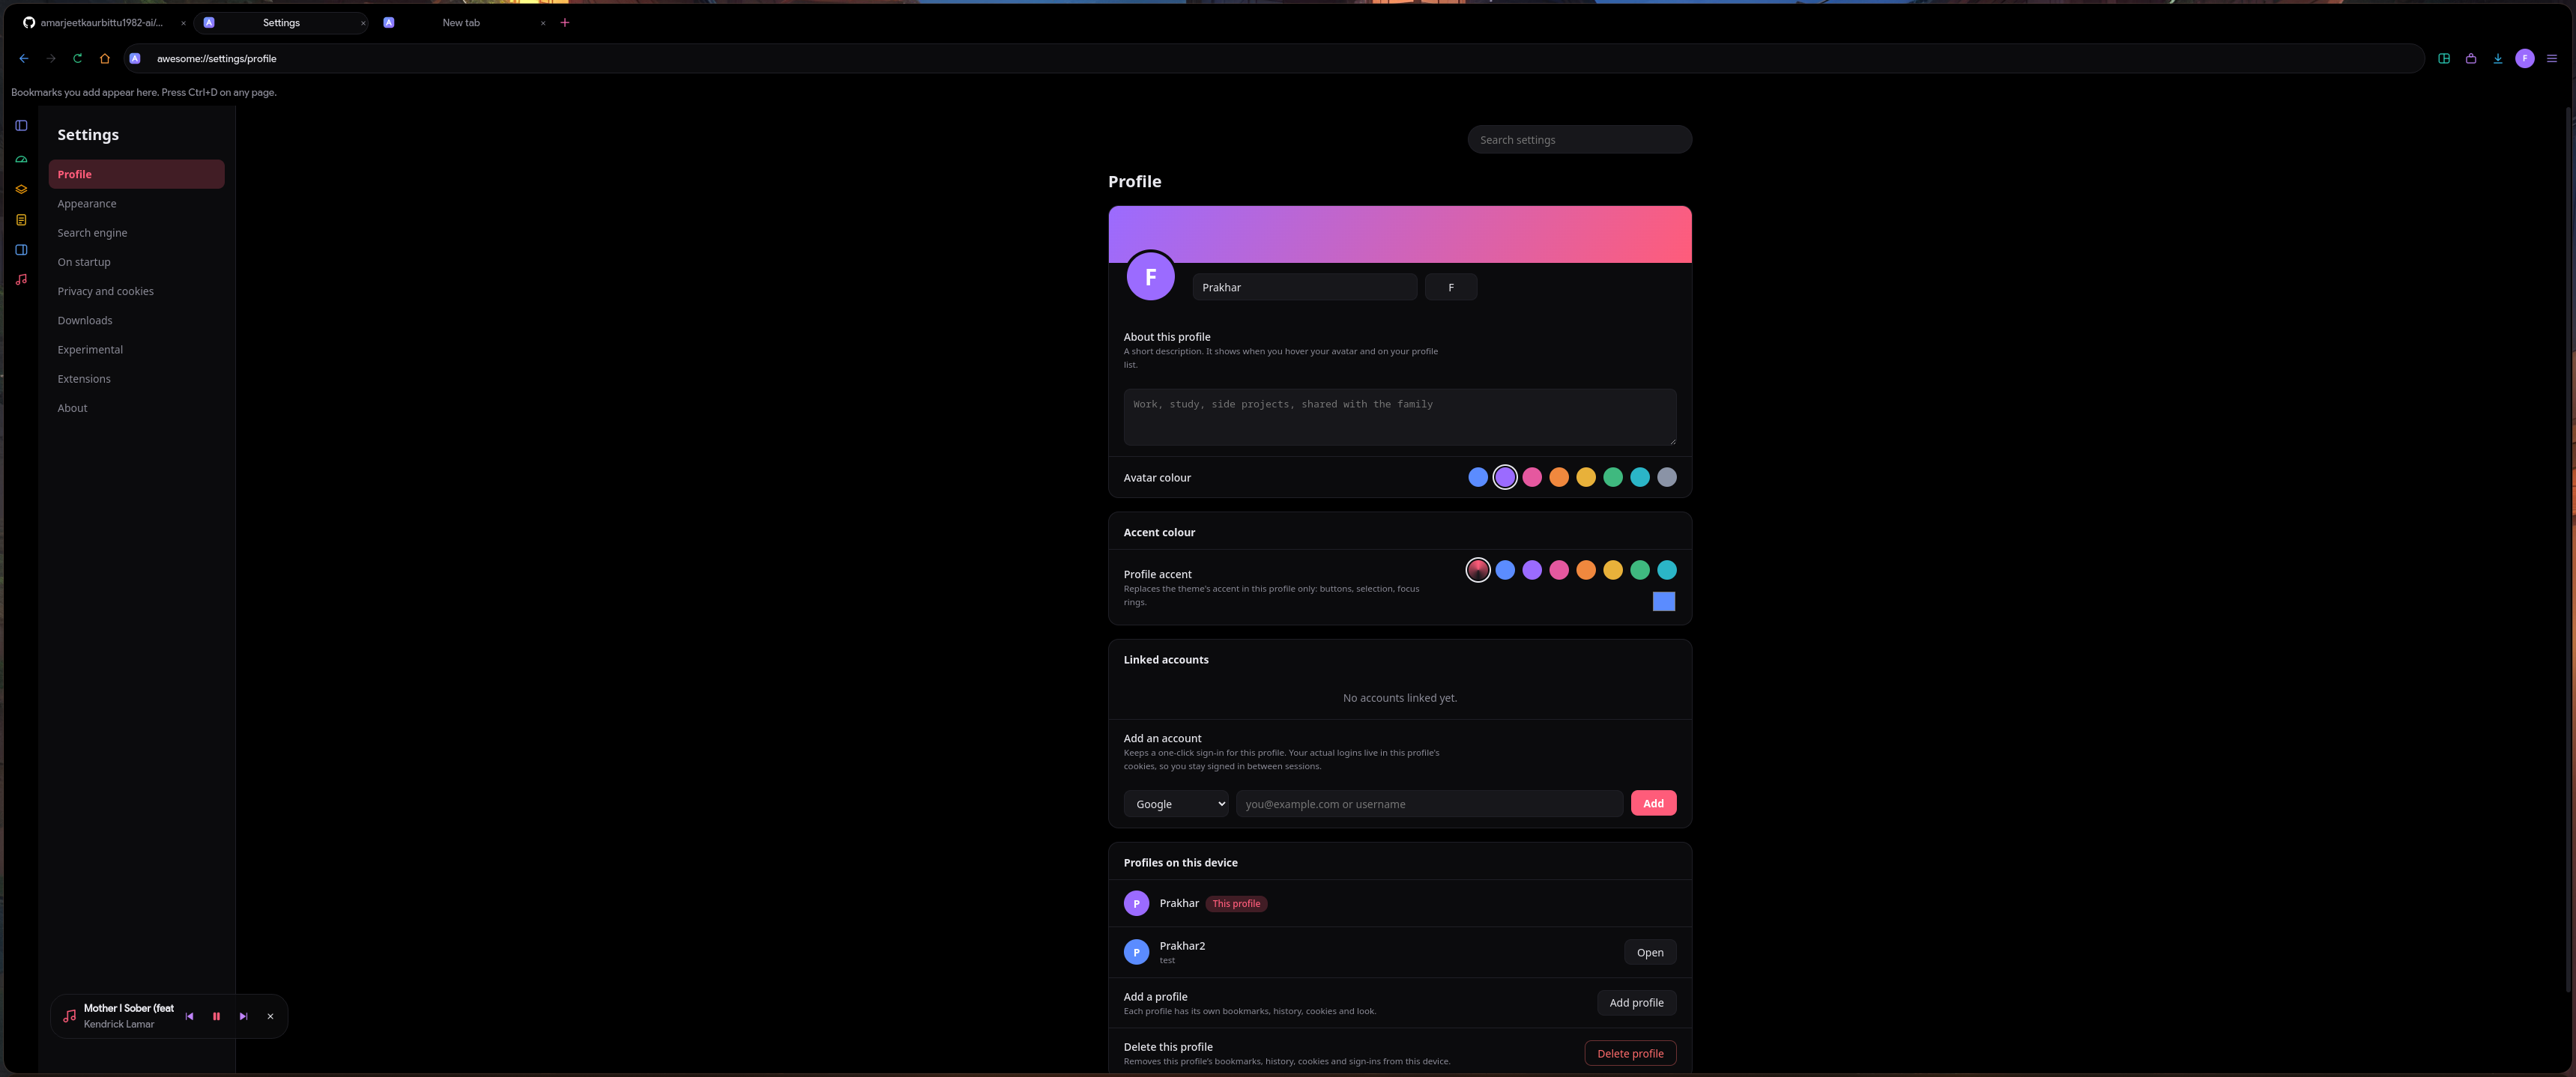 amarjeetkaurbittu1982-ai/...
Settings
New tab
awesome://settings/profile
F
Bookmarks you add appear here. Press Ctrl+D on any page.
Settings
Profile
Appearance
Search engine
On startup
Privacy and cookies
Downloads
Experimental
Extensions
About
Search settings
Profile
F
Prakhar
F
About this profile
A short description. It shows when you hover your avatar and on your profile
list.
Work, study, side projects, shared with the family
Avatar colour
Accent colour
Profile accent
Replaces the theme's accent in this profile only: buttons, selection, focus
rings.
Linked accounts
No accounts linked yet.
Add an account
Keeps a one-click sign-in for this profile. Your actual logins live in this profile's
cookies, so you stay signed in between sessions.
Google
you@example.com or username
Add
Profiles on this device
P
Prakhar
This profile
P
Prakhar2
test
Open
Add a profile
Each profile has its own bookmarks, history, cookies and look.
Add profile
Delete this profile
Removes this profile's bookmarks, history, cookies and sign-ins from this device.
Delete profile
Mother I Sober (feat
Kendrick Lamar